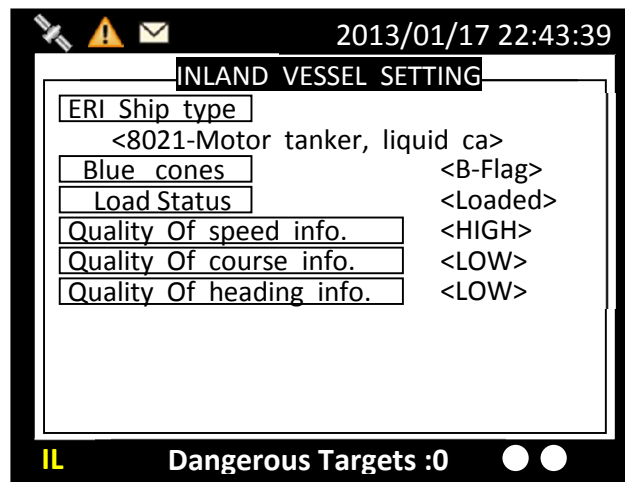 2013/01/17 22:43:39
INLAND VESSEL SETTING
ERI Ship type
<8021-Motor tanker, liquid ca>
Blue cones <B-Flag>
Load Status <Loaded>
Quality Of speed info. <HIGH>
Quality Of course info. <LOW>
Quality Of heading info. <LOW>
IL Dangerous Targets :0